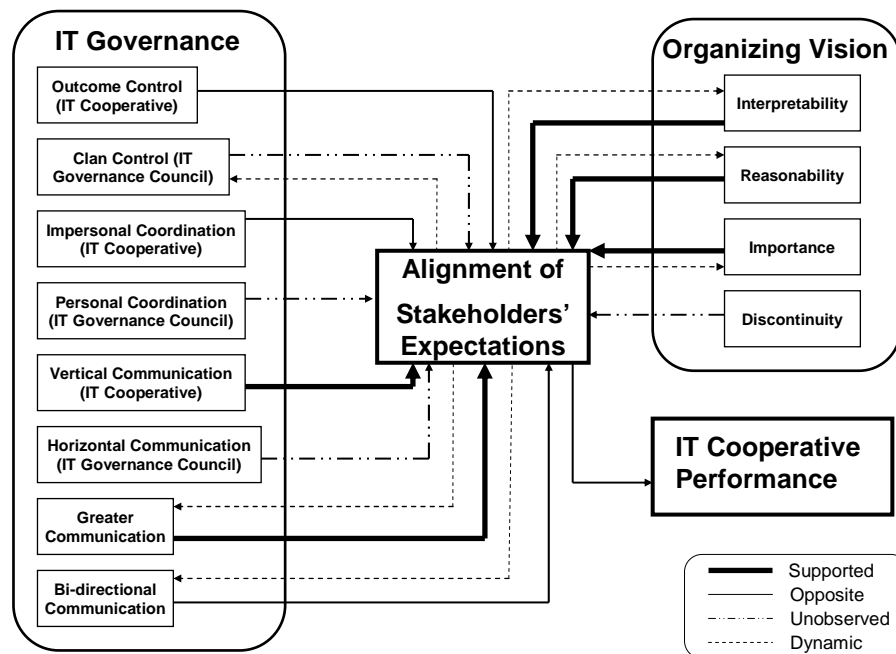 IT Governance
Outcome Control
(IT Cooperative)
Clan Control (IT
Governance Council)
Impersonal Coordination
(IT Cooperative)
Personal Coordination
(IT Governance Council)
Vertical Communication
(IT Cooperative)
Horizontal Communication
(IT Governance Council)
Greater
Communication
Bi-directional
Communication
Alignment of
Stakeholders’
Expectations
Organizing Vision
Interpretability
Reasonability
Importance
Discontinuity
IT Cooperative
Performance
Supported
Opposite
Unobserved
Dynamic